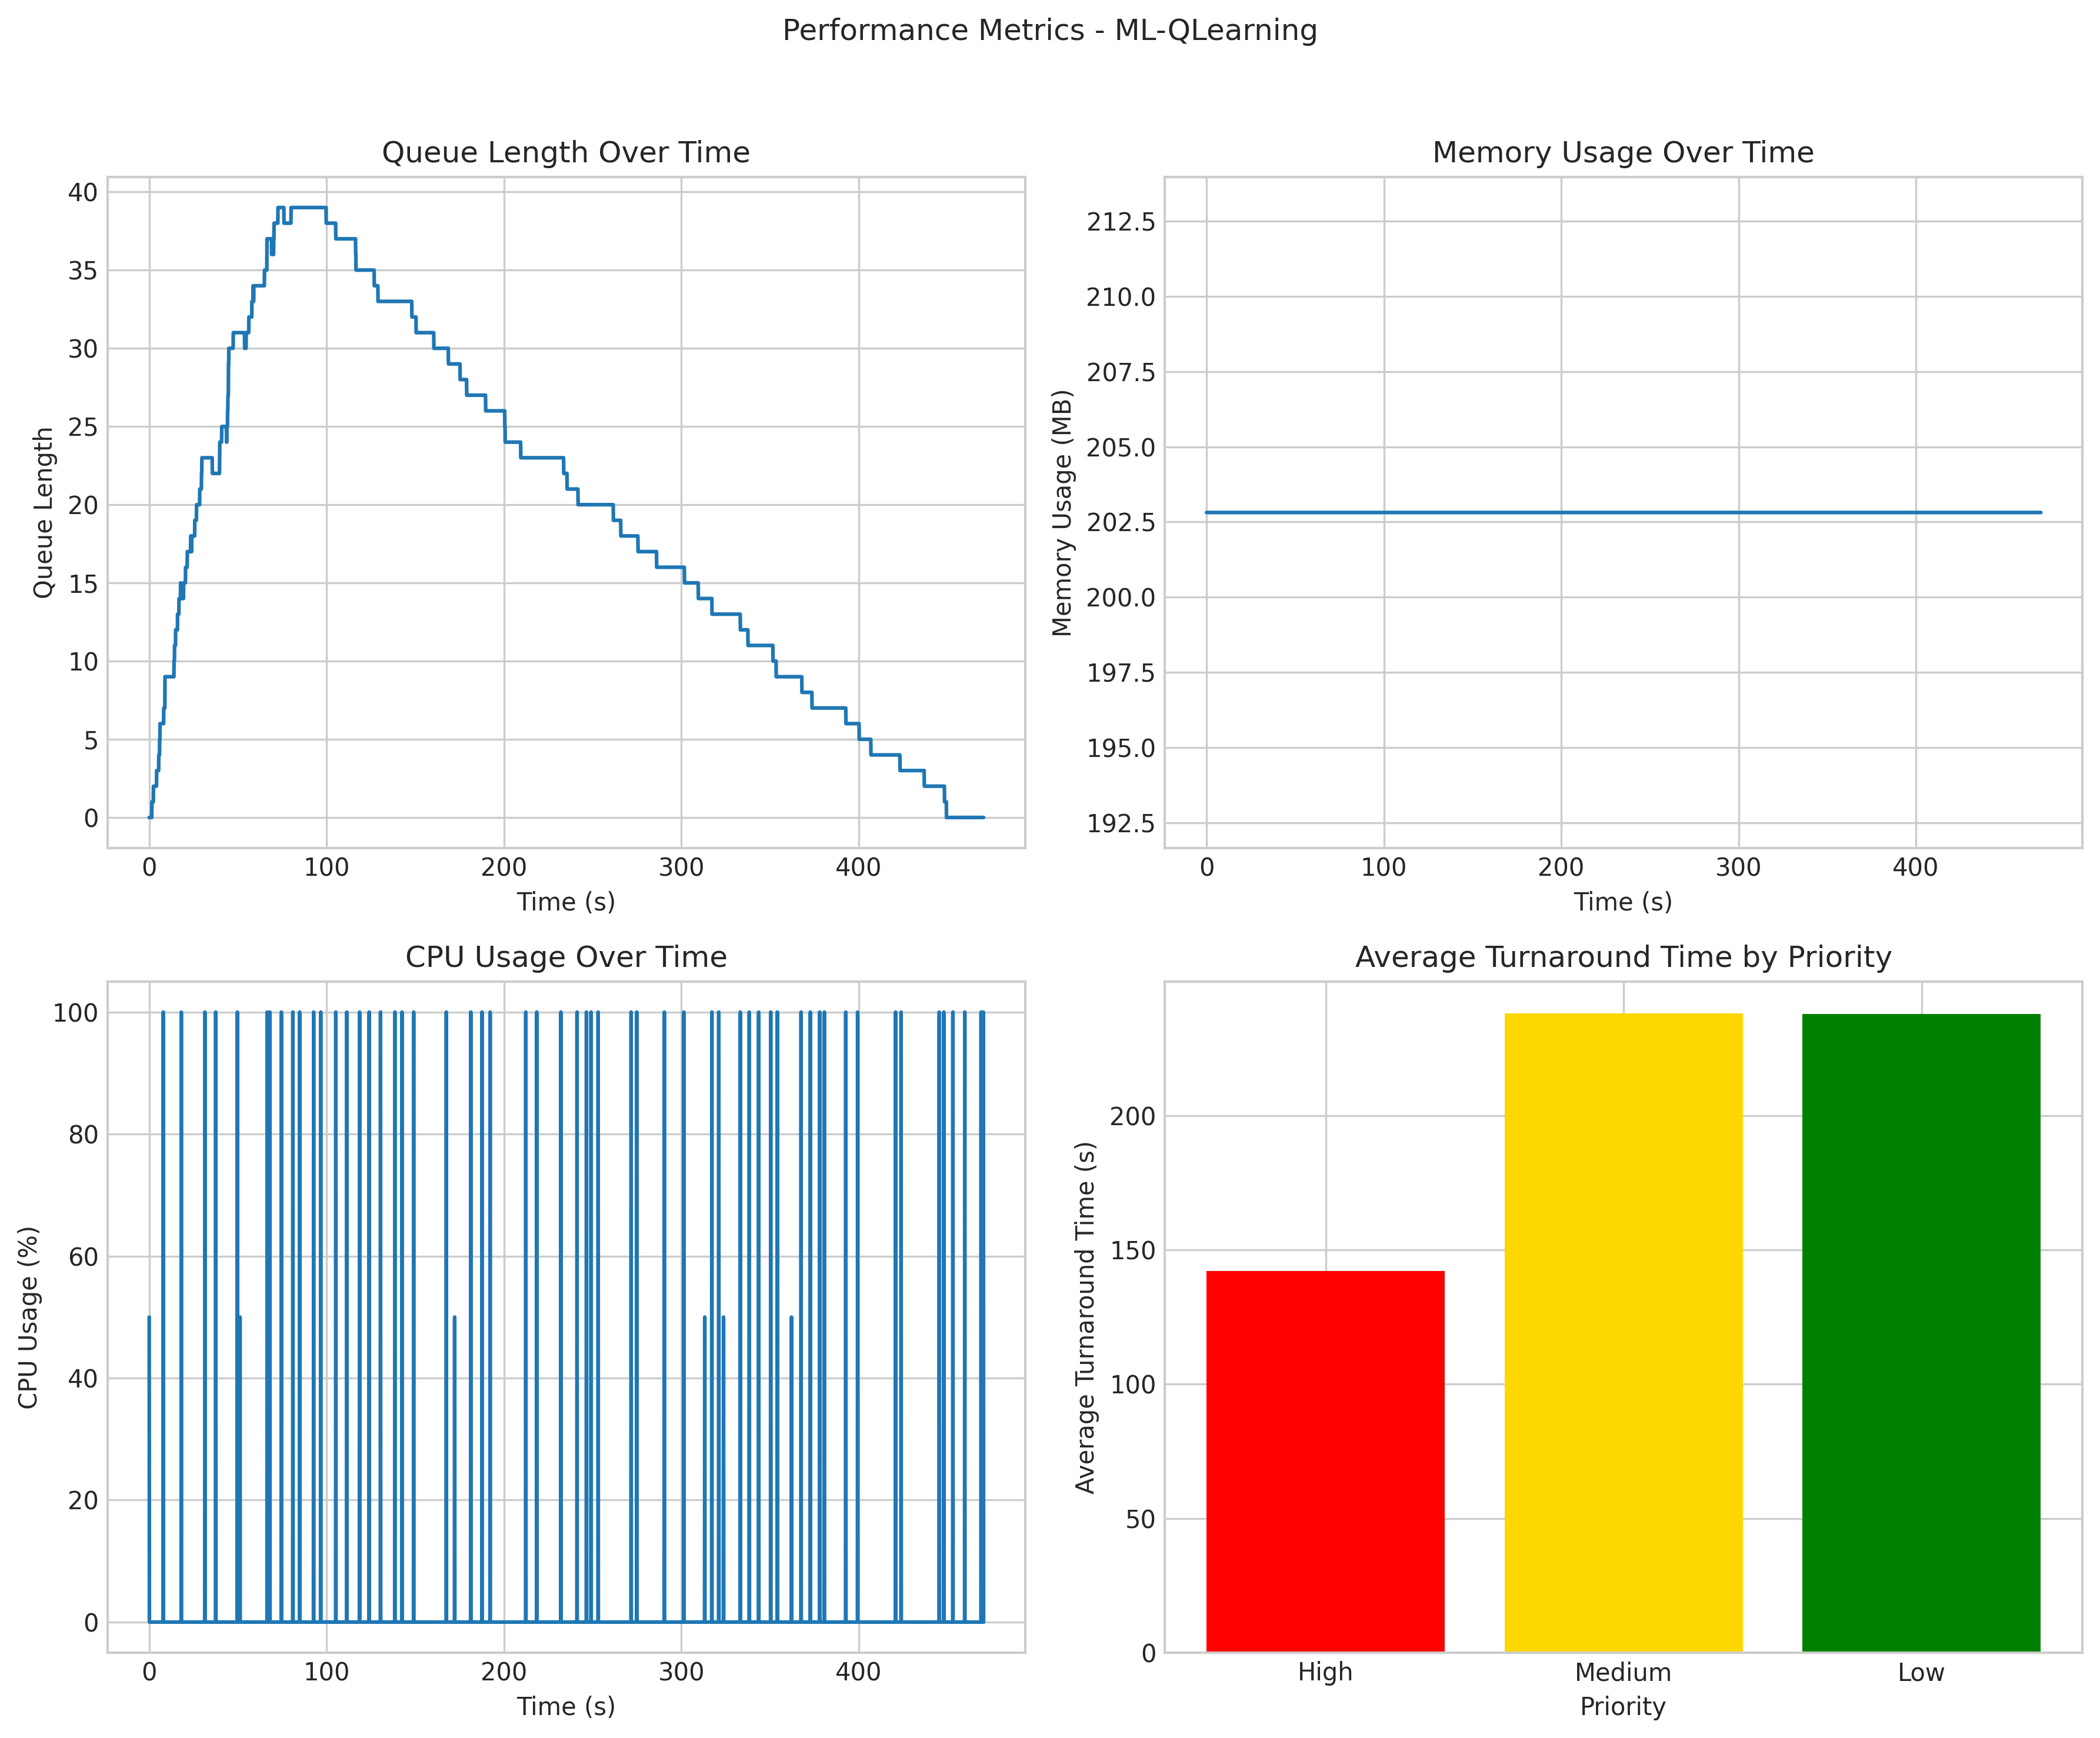 Performance Metrics - ML-QLearning
Queue Length Over Time
40
35
30
25
20
15
10
5
0
Queue Length
0 100 200 300 400
Time (s)
Memory Usage Over Time
212.5
210.0
207.5
205.0
202.5
200.0
197.5
195.0
192.5
Memory Usage (MB)
0 100 200 300 400
Time (s)
CPU Usage Over Time
100
80
60
40
20
0
CPU Usage (%)
0 100 200 300 400
Time (s)
Average Turnaround Time by Priority
200
150
100
50
0
Average Turnaround Time (s)
High Medium Low
Priority